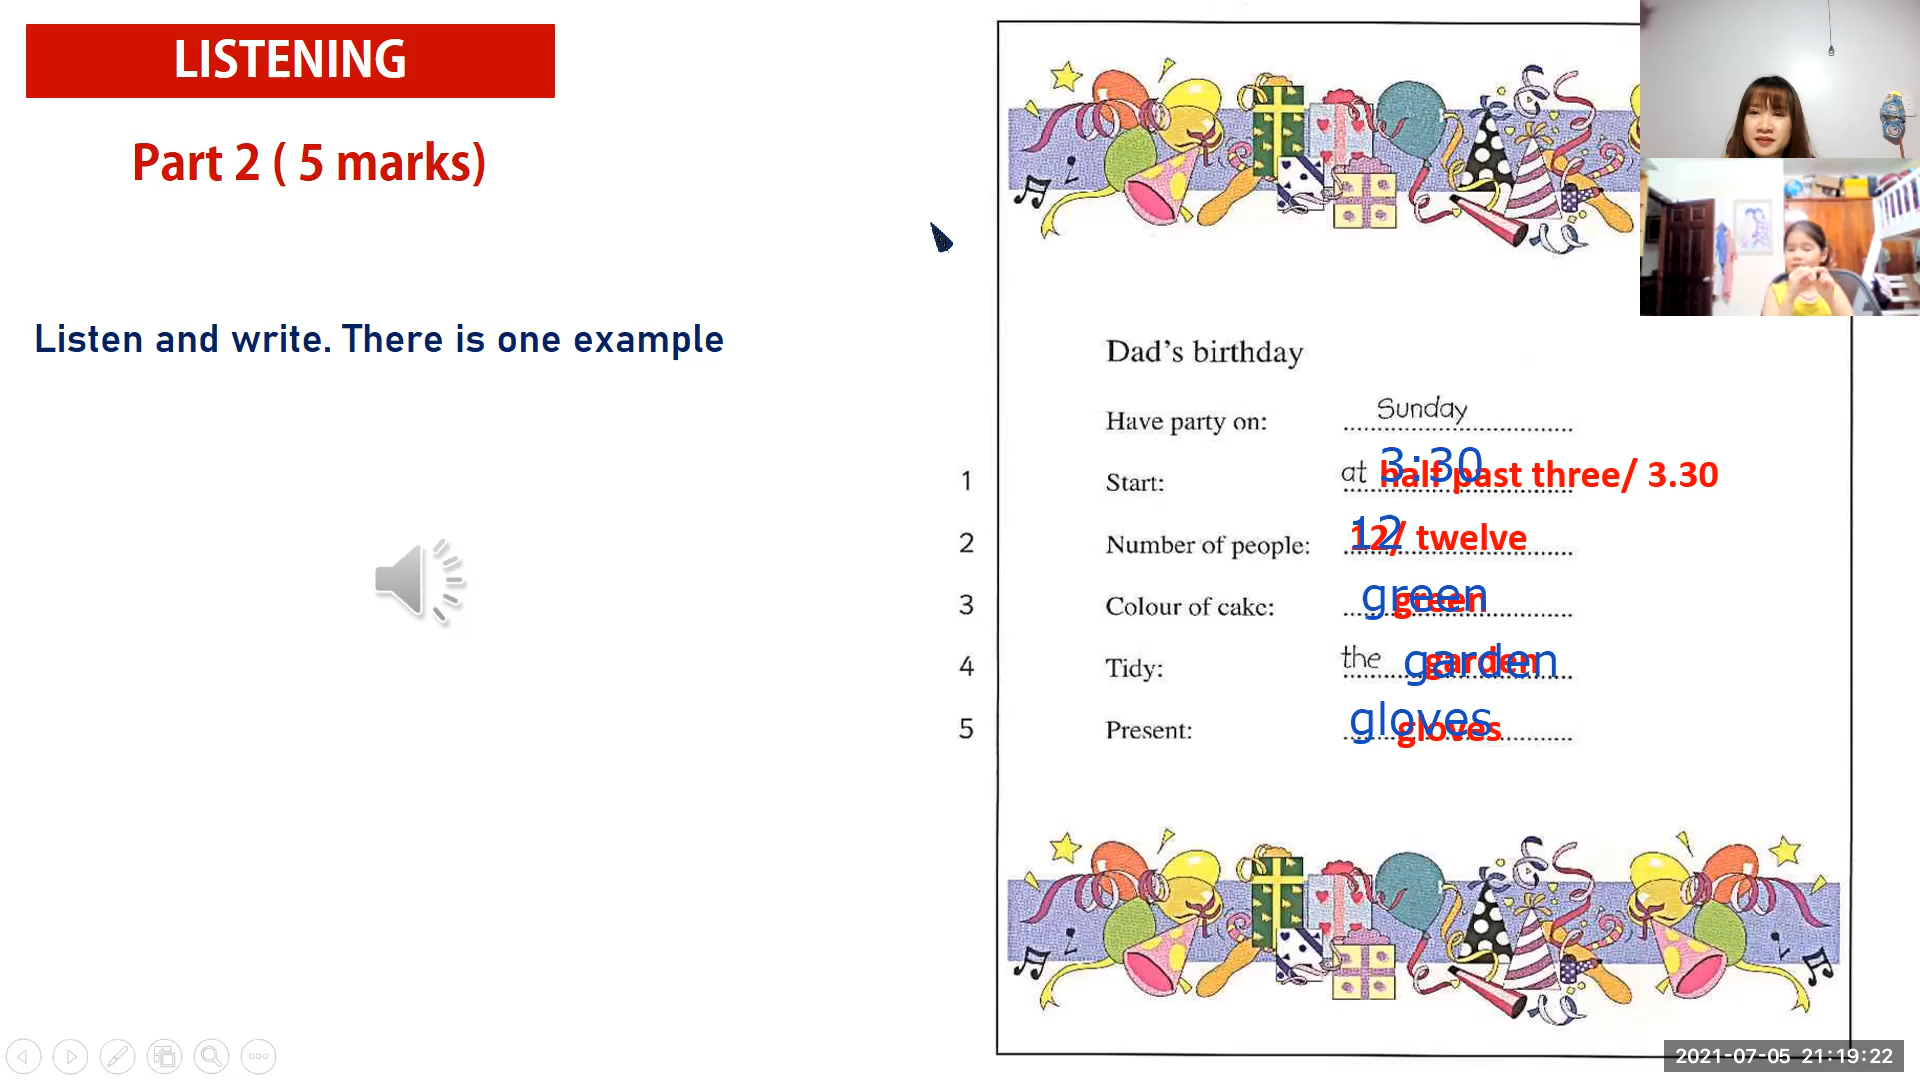 LISTENING
Part 2 ( 5 marks)
Listen and write. There is one example
Dad's birthday
Have party on: Sunday
1 Start: at 3:30 half past three/ 3.30
2 Number of people: 12 12/ twelve
3 Colour of cake: green green
4 Tidy: the garden garden
5 Present: gloves gloves
2021-07-05 21:19:22